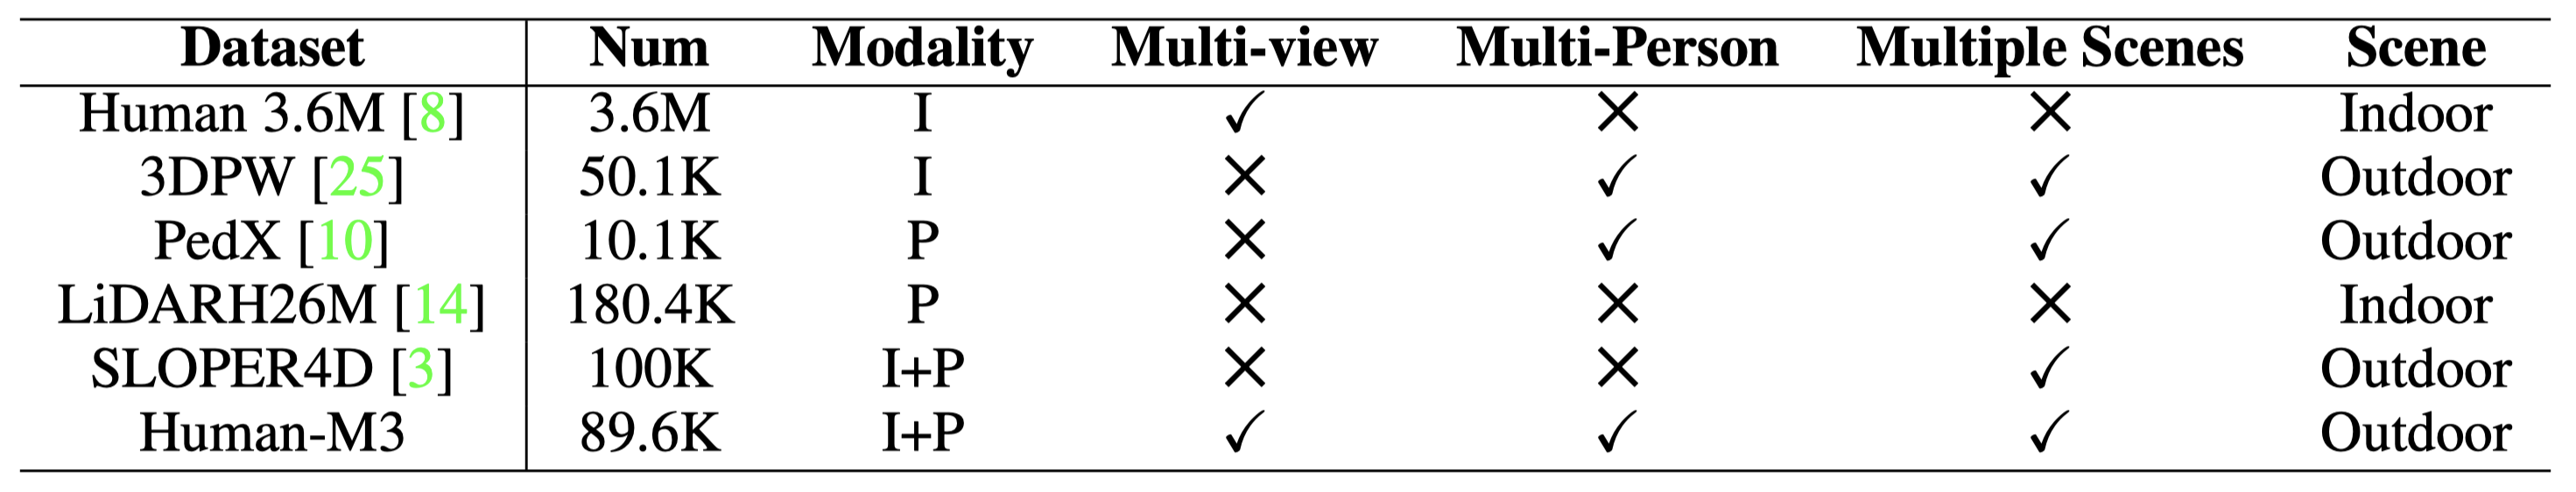 Dataset Num Modality Multi-view Multi-Person Multiple Scenes Scene
Human 3.6M [8] 3.6M I ✓ ✕ ✕ Indoor
3DPW [25] 50.1K I ✕ ✓ ✓ Outdoor
PedX [10] 10.1K P ✕ ✓ ✓ Outdoor
LiDARH26M [14] 180.4K P ✕ ✕ ✕ Indoor
SLOPER4D [3] 100K I+P ✕ ✕ ✓ Outdoor
Human-M3 89.6K I+P ✓ ✓ ✓ Outdoor